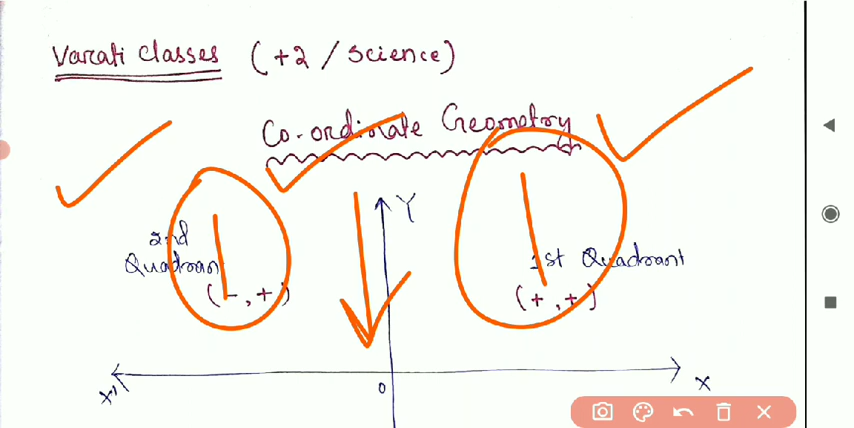 Varati Classes (+2 / Science)
Co-ordinate Geometry
Y
2nd
Quadrant
(-, +)
1st Quadrant
(+, +)
X'
0
X